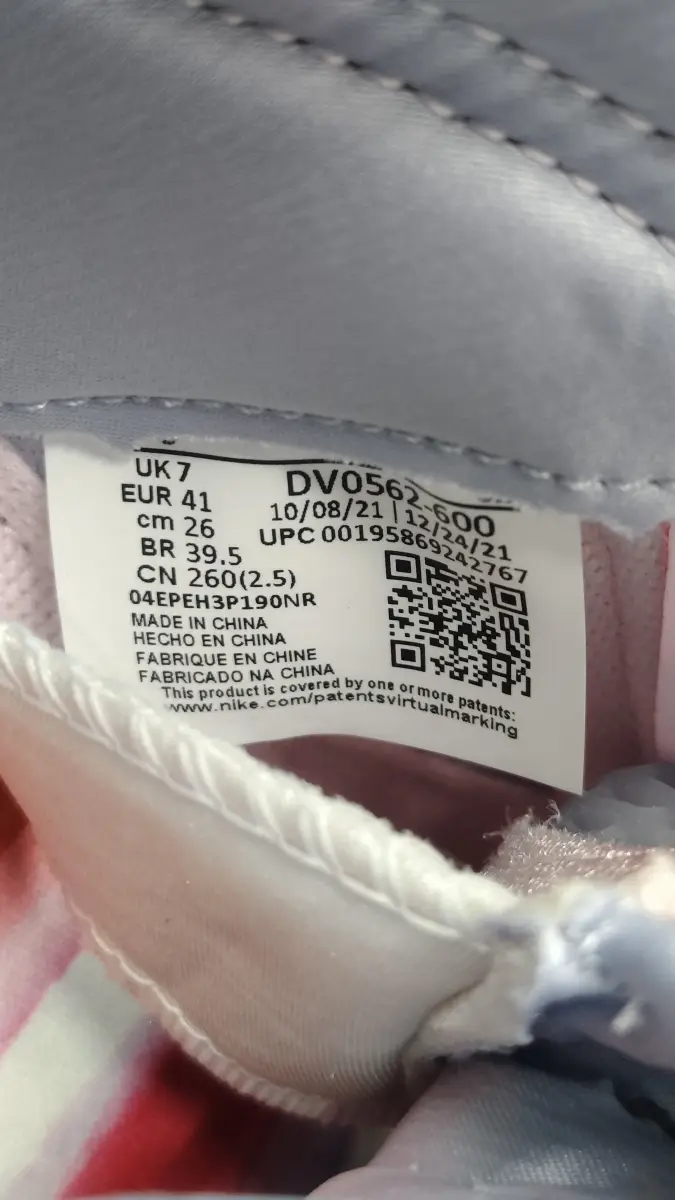 UK 7
EUR 41
cm 26
BR 39.5
CN 260(2.5)
DV0562-600
10/08/21 | 12/24/21
UPC 00195869242767
04EPEH3P190NR
MADE IN CHINA
HECHO EN CHINA
FABRIQUE EN CHINE
FABRICADO NA CHINA
This product is covered by one or more patents:
www.nike.com/patentsvirtualmarking